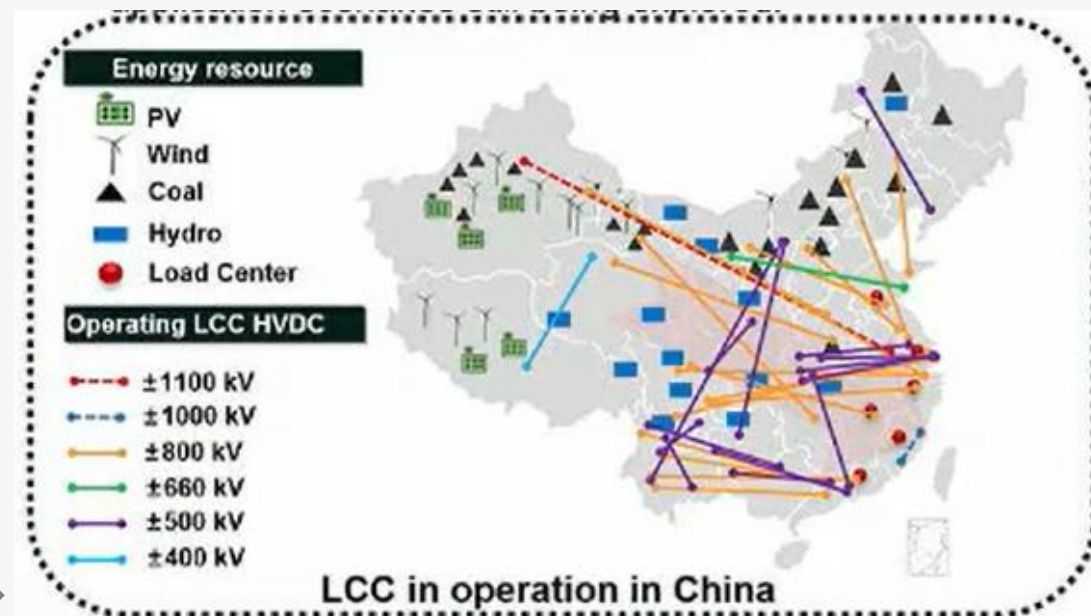 Energy resource
PV
Wind
Coal
Hydro
Load Center
Operating LCC HVDC
±1100 kV
±1000 kV
±800 kV
±660 kV
±500 kV
±400 kV
LCC in operation in China